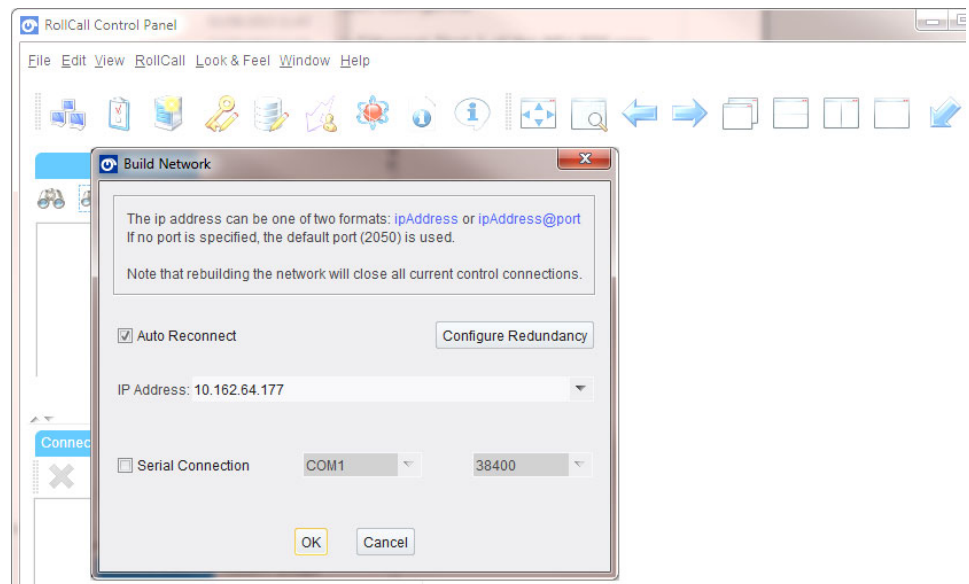 RollCall Control Panel
File Edit View RollCall Look & Feel Window Help
Build Network
The ip address can be one of two formats: ipAddress or ipAddress@port
If no port is specified, the default port (2050) is used.
Note that rebuilding the network will close all current control connections.
Auto Reconnect
Configure Redundancy
IP Address: 10.162.64.177
Connec
Serial Connection COM1 38400
OK Cancel